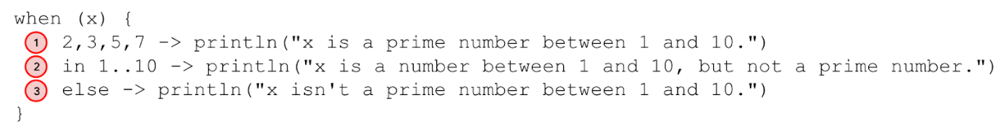 when (x) {
1 2,3,5,7 -> println("x is a prime number between 1 and 10.")
2 in 1..10 -> println("x is a number between 1 and 10, but not a prime number.")
3 else -> println("x isn't a prime number between 1 and 10.")
}